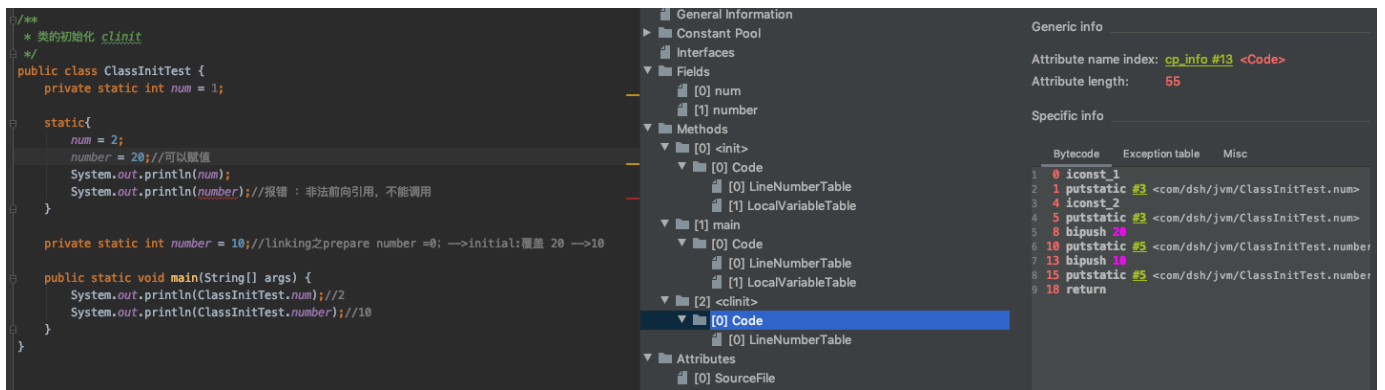 /**
 * 类的初始化 clinit
 */
public class ClassInitTest {
    private static int num = 1;
    static{
        num = 2;
        number = 20;//可以赋值
        System.out.println(num);
        System.out.println(number);//报错 : 非法前向引用，不能调用
    }
    private static int number = 10;//linking之prepare number =0; -->initial:覆盖 20 -->10
    public static void main(String[] args) {
        System.out.println(ClassInitTest.num);//2
        System.out.println(ClassInitTest.number);//10
    }
}
General Information
Constant Pool
Interfaces
Fields
[0] num
[1] number
Methods
[0] <init>
[0] Code
[0] LineNumberTable
[1] LocalVariableTable
[1] main
[0] Code
[0] LineNumberTable
[1] LocalVariableTable
[2] <clinit>
[0] Code
[0] LineNumberTable
Attributes
[0] SourceFile
Generic info
Attribute name index: cp_info #13 <Code>
Attribute length: 55
Specific info
Bytecode Exception table Misc
1 0 iconst_1
2 1 putstatic #3 <com/dsh/jvm/ClassInitTest.num>
3 4 iconst_2
4 5 putstatic #3 <com/dsh/jvm/ClassInitTest.num>
5 8 bipush 20
6 10 putstatic #5 <com/dsh/jvm/ClassInitTest.number
7 13 bipush 10
8 15 putstatic #5 <com/dsh/jvm/ClassInitTest.number
9 18 return